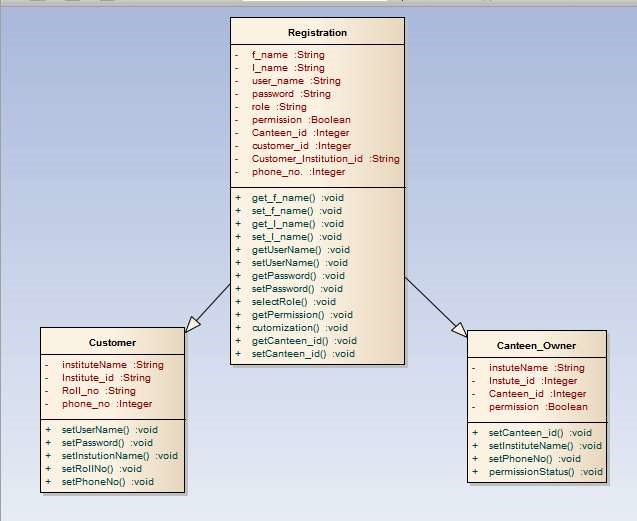 Registration
- f_name :String
- l_name :String
- user_name :String
- password :String
- role :String
- permission :Boolean
- Canteen_id :Integer
- customer_id :Integer
- Customer_Institution_id :String
- phone_no. :Integer
+ get_f_name() :void
+ set_f_name() :void
+ get_l_name() :void
+ set_l_name() :void
+ getUserName() :void
+ setUserName() :void
+ getPassword() :void
+ setPassword() :void
+ selectRole() :void
+ getPermission() :void
+ cutomization() :void
+ getCanteen_id() :void
+ setCanteen_id() :void
Customer
- instituteName :String
- Institute_id :String
- Roll_no :String
- phone_no :Integer
+ setUserName() :void
+ setPassword() :void
+ setInstutionName() :void
+ setRollNo() :void
+ setPhoneNo() :void
Canteen_Owner
- instuteName :String
- Instute_id :Integer
- Canteen_id :Integer
- permission :Boolean
+ setCanteen_id() :void
+ setInstituteName() :void
+ setPhoneNo() :void
+ permissionStatus() :void